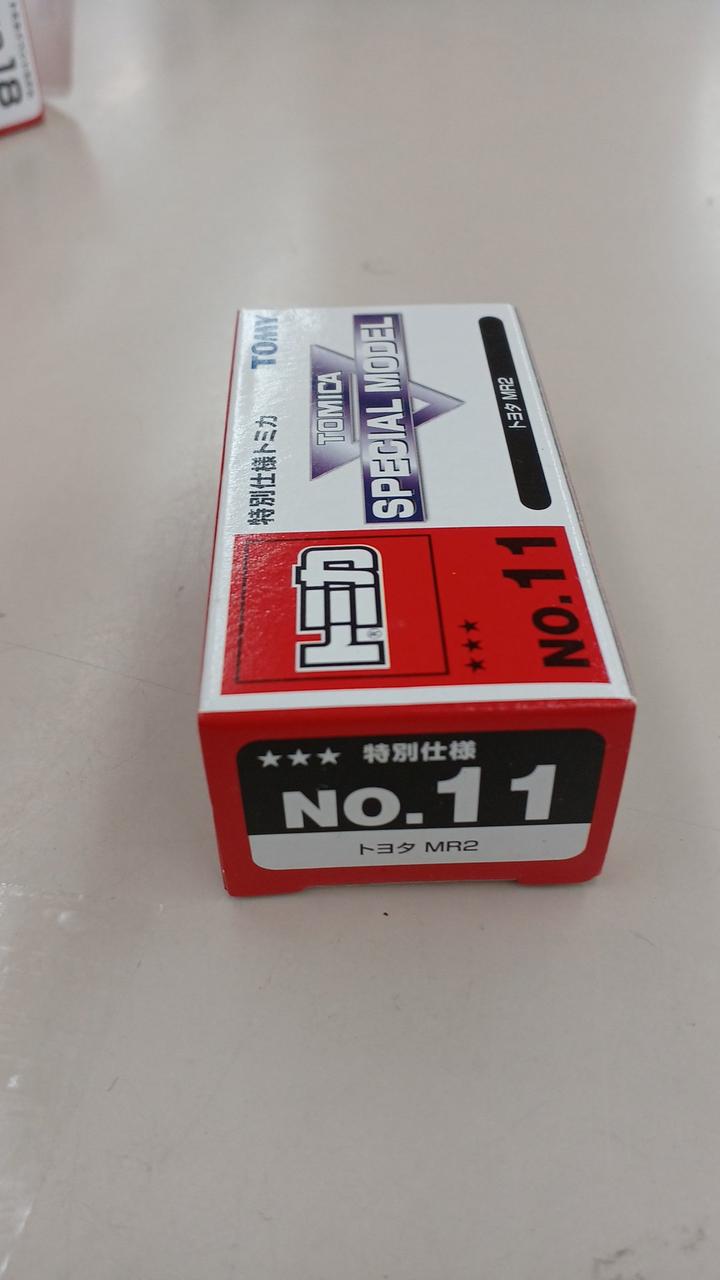 特別仕様トミカ TOMY
TOMICA
SPECIAL MODEL
トヨタ MR2
トミカ®
★★★
NO.11
★★★ 特別仕様
NO.11
トヨタ MR2
18